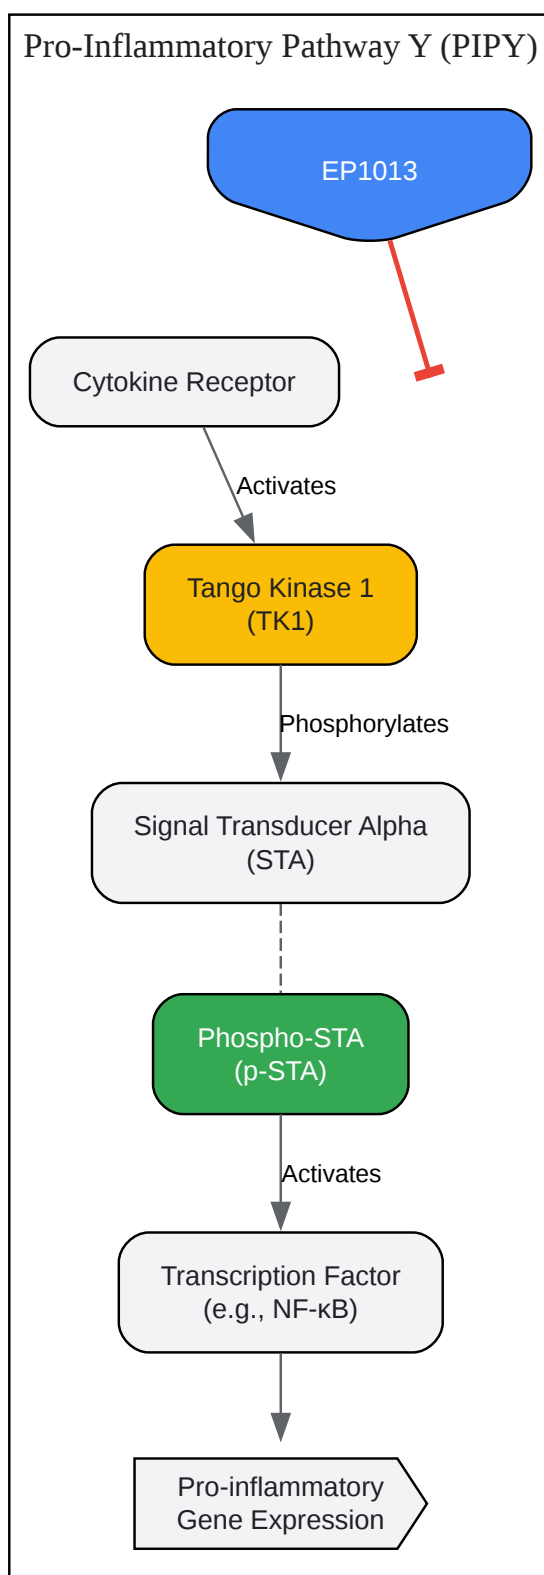 Pro-Inflammatory Pathway Y (PIPY)
EP1013
Cytokine Receptor
Activates
Tango Kinase 1
(TK1)
Phosphorylates
Signal Transducer Alpha
(STA)
Phospho-STA
(p-STA)
Activates
Transcription Factor
(e.g., NF-κB)
Pro-inflammatory
Gene Expression